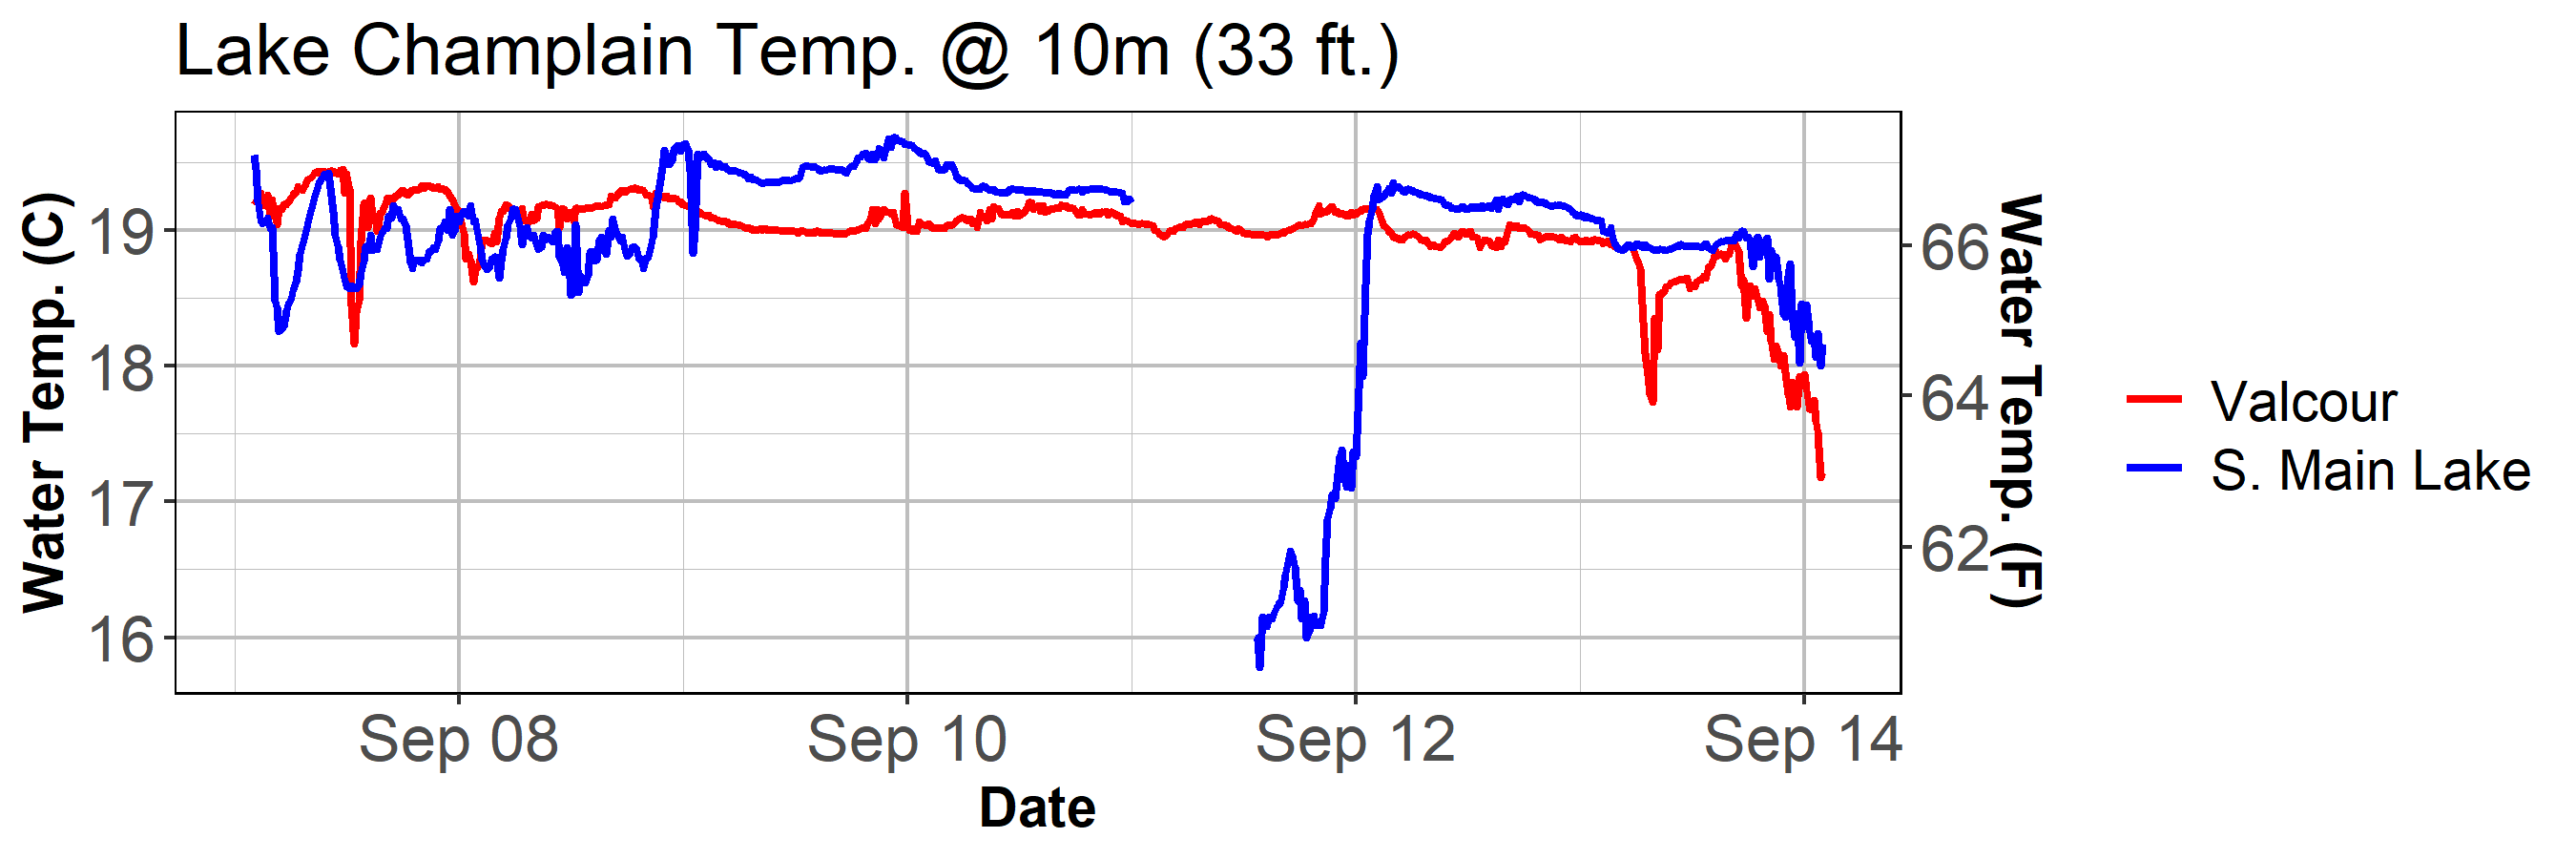 Lake Champlain Temp. @ 10m (33 ft.)
Water Temp. (C)
19
18
17
16
66
64
62
Water Temp. (F)
Sep 08
Sep 10
Sep 12
Sep 14
Date
Valcour
S. Main Lake